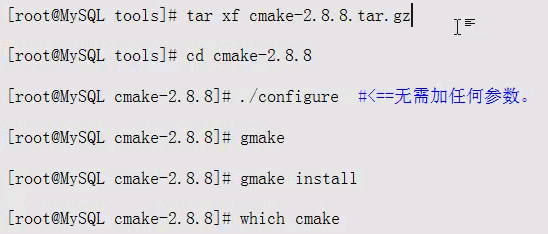 [root@MySQL tools]# tar xf cmake-2.8.8.tar.gz
[root@MySQL tools]# cd cmake-2.8.8
[root@MySQL cmake-2.8.8]# ./configure  #<==无需加任何参数。
[root@MySQL cmake-2.8.8]# gmake
[root@MySQL cmake-2.8.8]# gmake install
[root@MySQL cmake-2.8.8]# which cmake